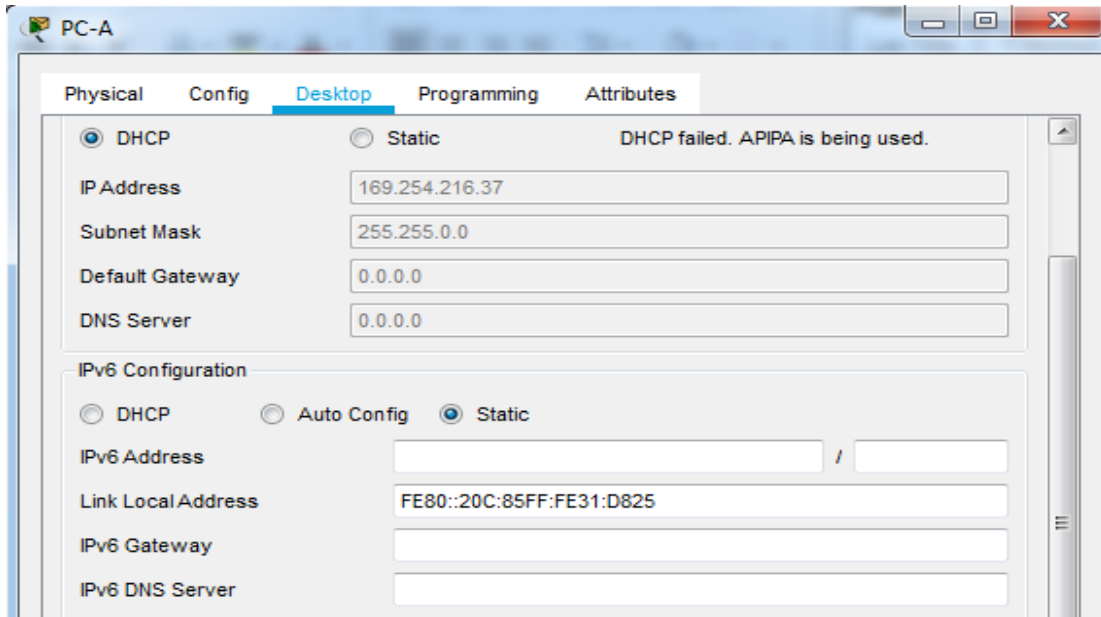 PC-A
Physical Config Desktop Programming Attributes
DHCP Static DHCP failed. APIPA is being used.
IP Address 169.254.216.37
Subnet Mask 255.255.0.0
Default Gateway 0.0.0.0
DNS Server 0.0.0.0
IPv6 Configuration
DHCP Auto Config Static
IPv6 Address /
Link Local Address FE80::20C:85FF:FE31:D825
IPv6 Gateway
IPv6 DNS Server